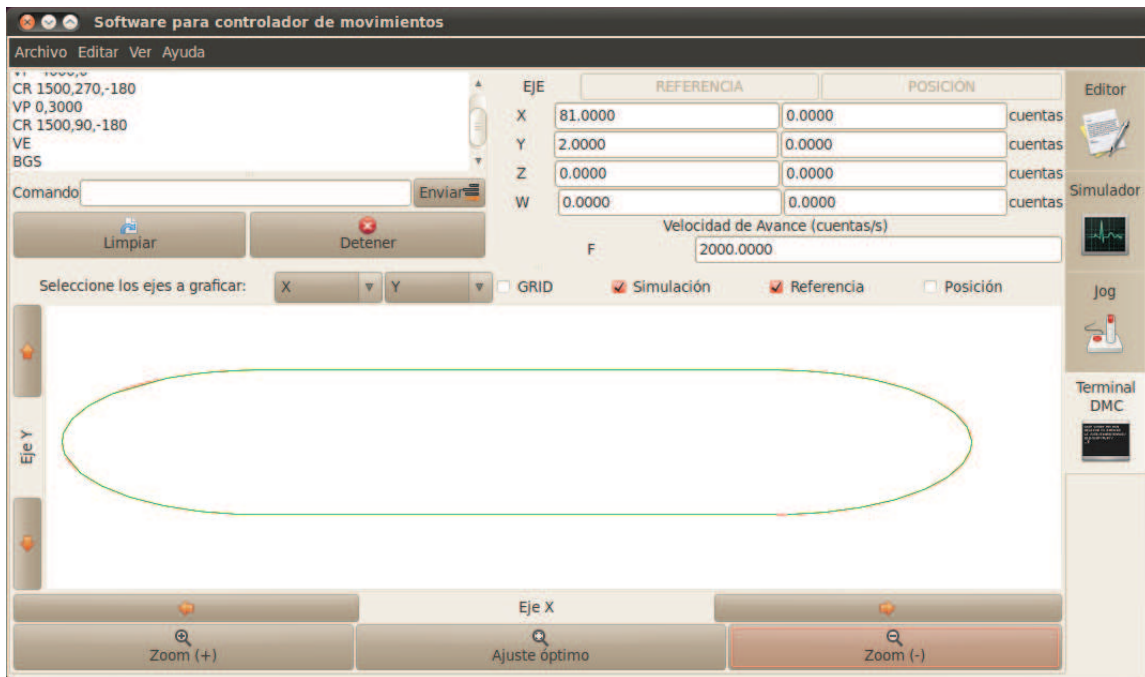 Software para controlador de movimientos
Archivo Editar Ver Ayuda
CR 1500,270,-180
VP 0,3000
CR 1500,90,-180
VE
BGS
Comando Enviar
Limpiar Detener
EJE REFERENCIA POSICIÓN
X 81.0000 0.0000 cuentas
Y 2.0000 0.0000 cuentas
Z 0.0000 0.0000 cuentas
W 0.0000 0.0000 cuentas
Velocidad de Avance (cuentas/s)
F 2000.0000
Seleccione los ejes a graficar: X Y GRID Simulación Referencia Posición
Eje Y
Eje X
Zoom (+) Ajuste óptimo Zoom (-)
Editor
Simulador
Jog
Terminal
DMC